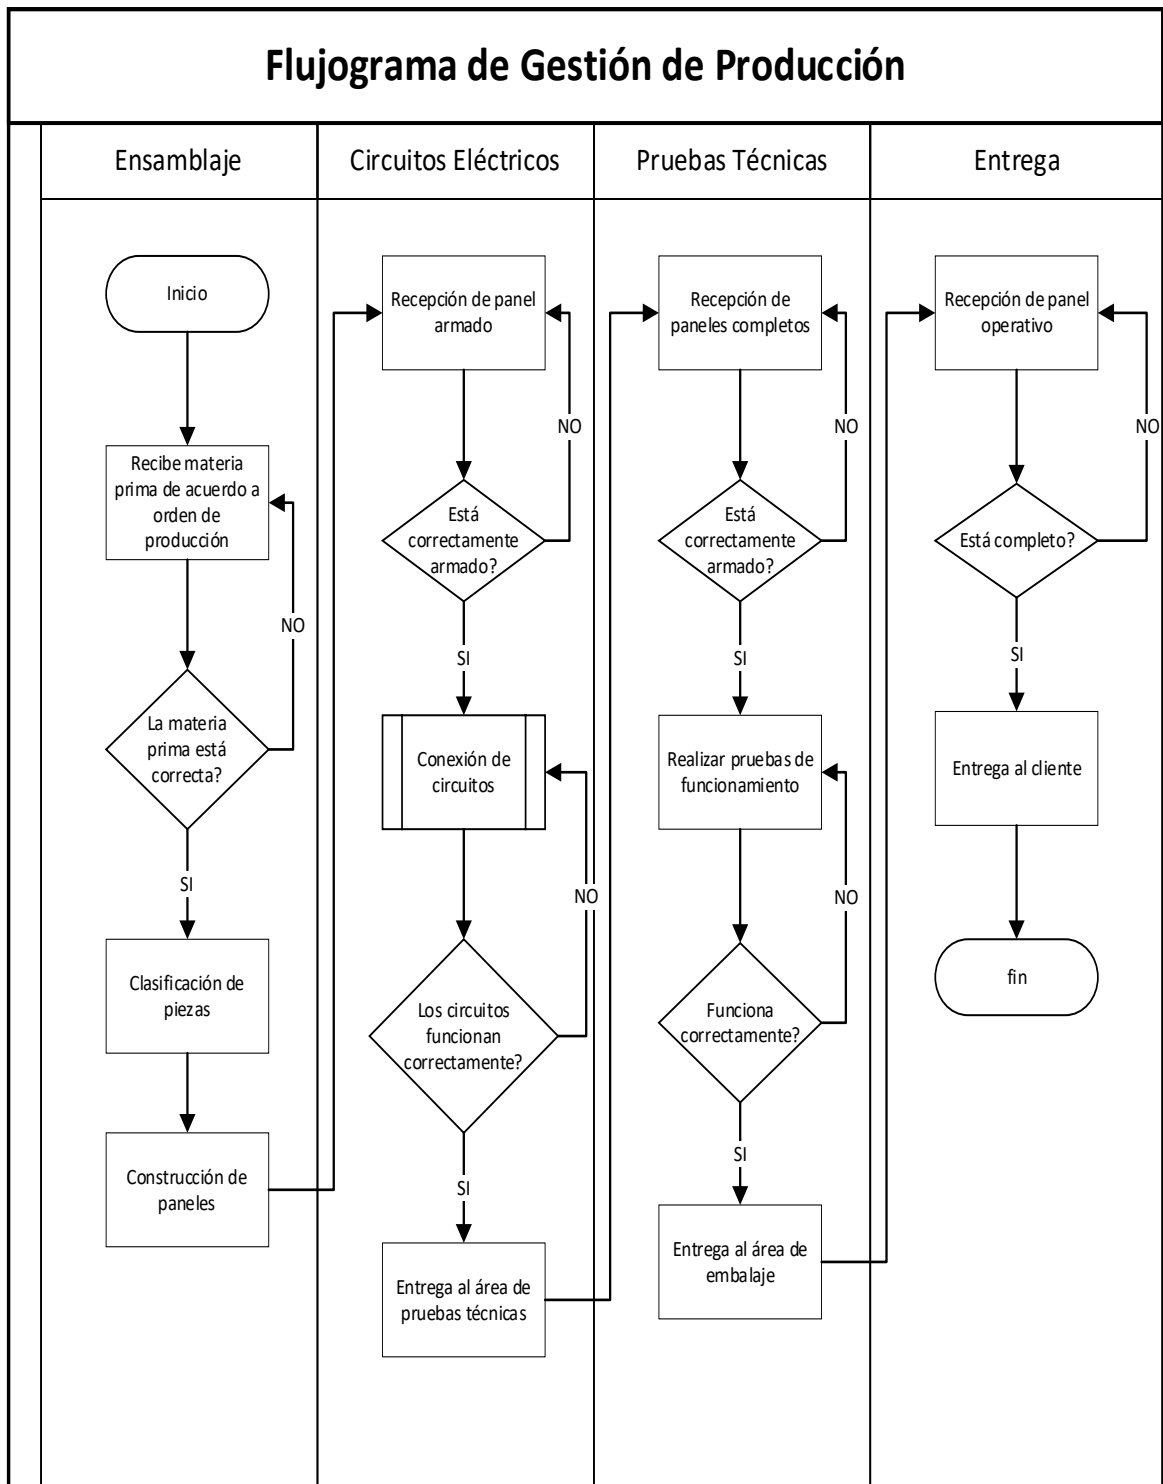 Flujograma de Gestión de Producción
Ensamblaje
Circuitos Eléctricos
Pruebas Técnicas
Entrega
Inicio
Recibe materia
prima de acuerdo a
orden de
producción
NO
La materia
prima está
correcta?
SI
Clasificación de
piezas
Construcción de
paneles
Recepción de panel
armado
NO
Está
correctamente
armado?
SI
Conexión de
circuitos
NO
Los circuitos
funcionan
correctamente?
SI
Entrega al área de
pruebas técnicas
Recepción de
paneles completos
NO
Está
correctamente
armado?
SI
Realizar pruebas de
funcionamiento
NO
Funciona
correctamente?
SI
Entrega al área de
embalaje
Recepción de panel
operativo
NO
Está completo?
SI
Entrega al cliente
fin